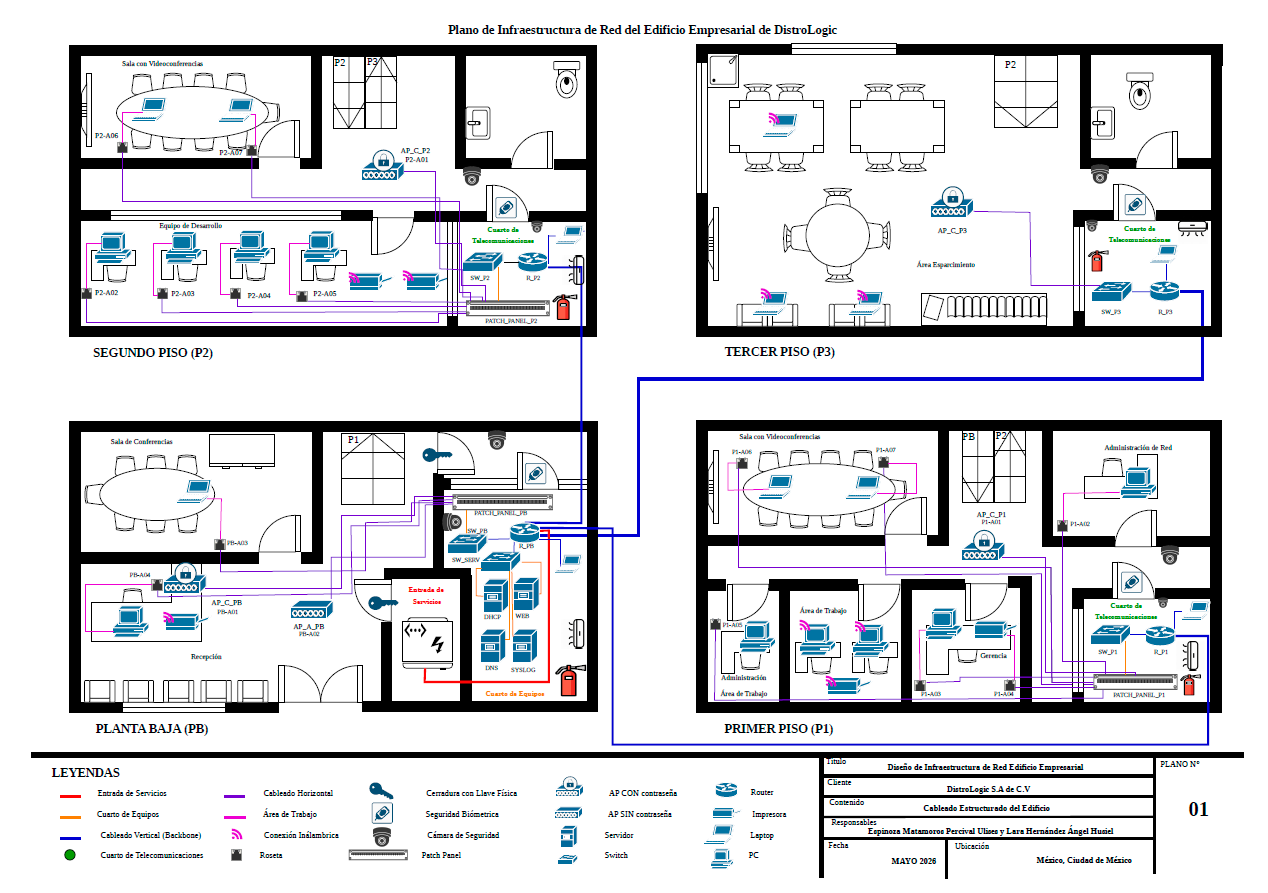 Plano de Infraestructura de Red del Edificio Empresarial de DistroLogic
Sala con Videoconferencias
P2
P3
P2-A06
P2-A07
AP_C_P2
P2-A01
Equipo de Desarrollo
Cuarto de
Telecomunicaciones
SW_P2
R_P2
P2-A02
P2-A03
P2-A04
P2-A05
PATCH_PANEL_P2
SEGUNDO PISO (P2)
P2
AP_C_P3
Área Esparcimiento
Cuarto de
Telecomunicaciones
SW_P3
R_P3
TERCER PISO (P3)
Sala de Conferencias
P1
PATCH_PANEL_PB
SW_PB
R_PB
SW_SERV
PB-A03
PB-A04
AP_C_PB
PB-A01
AP_A_PB
PB-A02
Entrada de
Servicios
DHCP
WEB
DNS
SYSLOG
Recepción
Cuarto de Equipos
PLANTA BAJA (PB)
Sala con Videoconferencias
PB
P2
Administración de Red
P1-A06
P1-A07
AP_C_P1
P1-A01
P1-A02
Área de Trabajo
P1-A05
Cuarto de
Telecomunicaciones
SW_P1
R_P1
Gerencia
Administración
Área de Trabajo
P1-A03
P1-A04
PATCH_PANEL_P1
PRIMER PISO (P1)
LEYENDAS
Entrada de Servicios
Cableado Horizontal
Cerradura con Llave Física
AP CON contraseña
Router
Cuarto de Equipos
Área de Trabajo
Seguridad Biómetrica
AP SIN contraseña
Impresora
Cableado Vertical (Backbone)
Conexión Inálambrica
Cámara de Seguridad
Servidor
Laptop
Cuarto de Telecomunicaciones
Roseta
Patch Panel
Switch
PC
Título
Diseño de Infraestructura de Red Edificio Empresarial
Cliente
DistroLogic S.A de C.V
Contenido
Cableado Estructurado del Edificio
Responsables
Espinoza Matamoros Percival Ulises y Lara Hernández Ángel Husiel
Fecha
MAYO 2026
Ubicación
México, Ciudad de México
PLANO N°
01